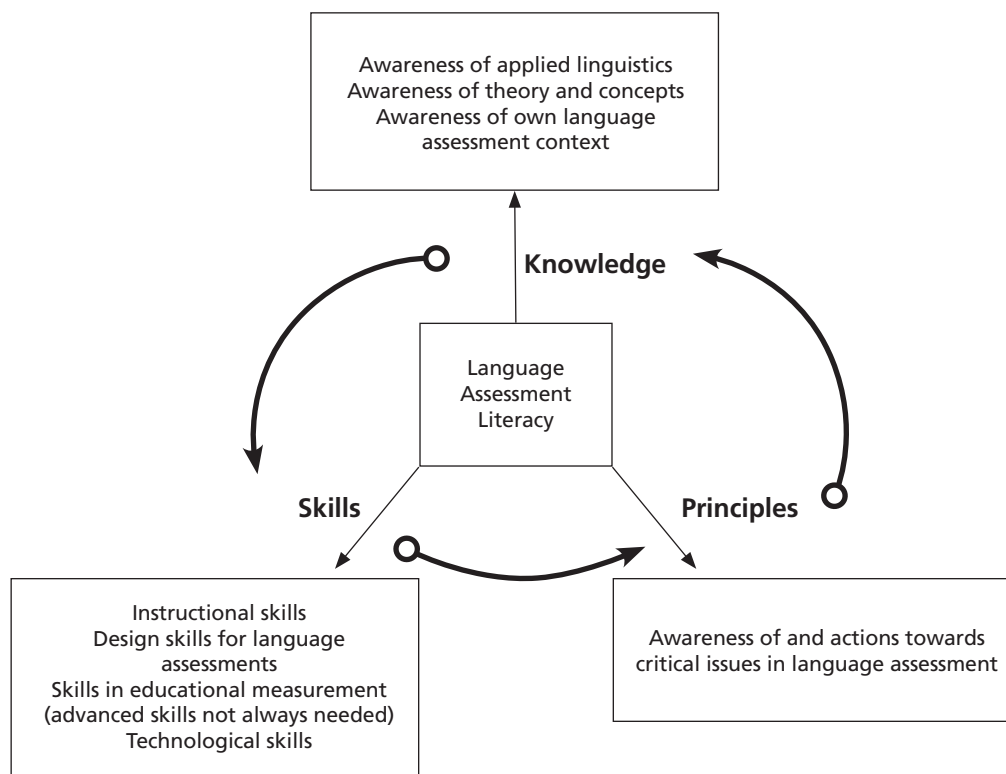 Awareness of applied linguistics
Awareness of theory and concepts
Awareness of own language
assessment context
Knowledge
Language
Assessment
Literacy
Skills
Principles
Instructional skills
Design skills for language
assessments
Skills in educational measurement
(advanced skills not always needed)
Technological skills
Awareness of and actions towards
critical issues in language assessment